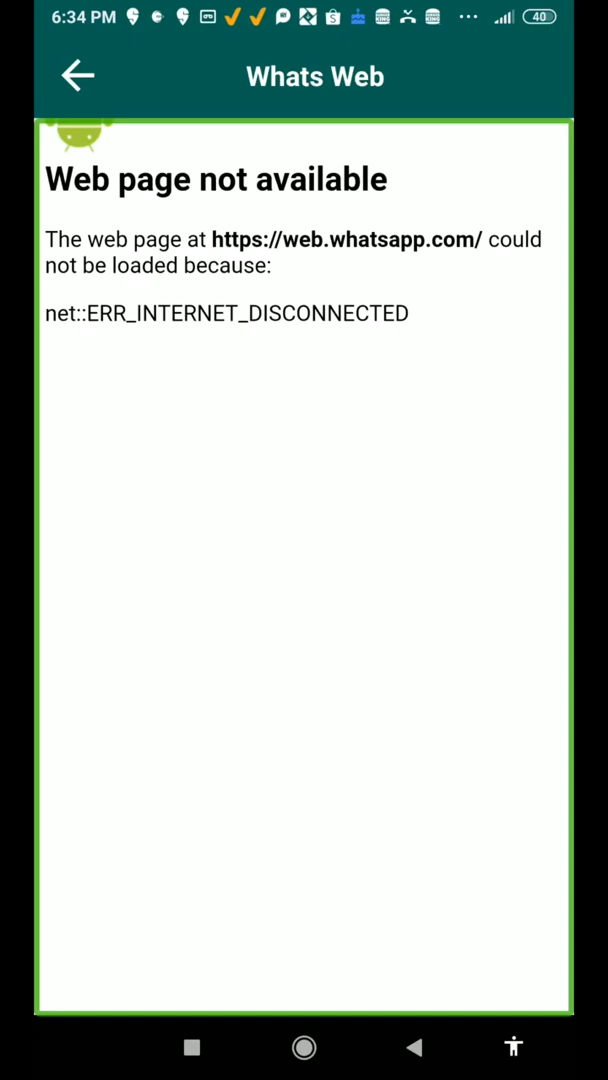 6:34 PM 40
Whats Web
Web page not available
The web page at https://web.whatsapp.com/ could
not be loaded because:
net::ERR_INTERNET_DISCONNECTED